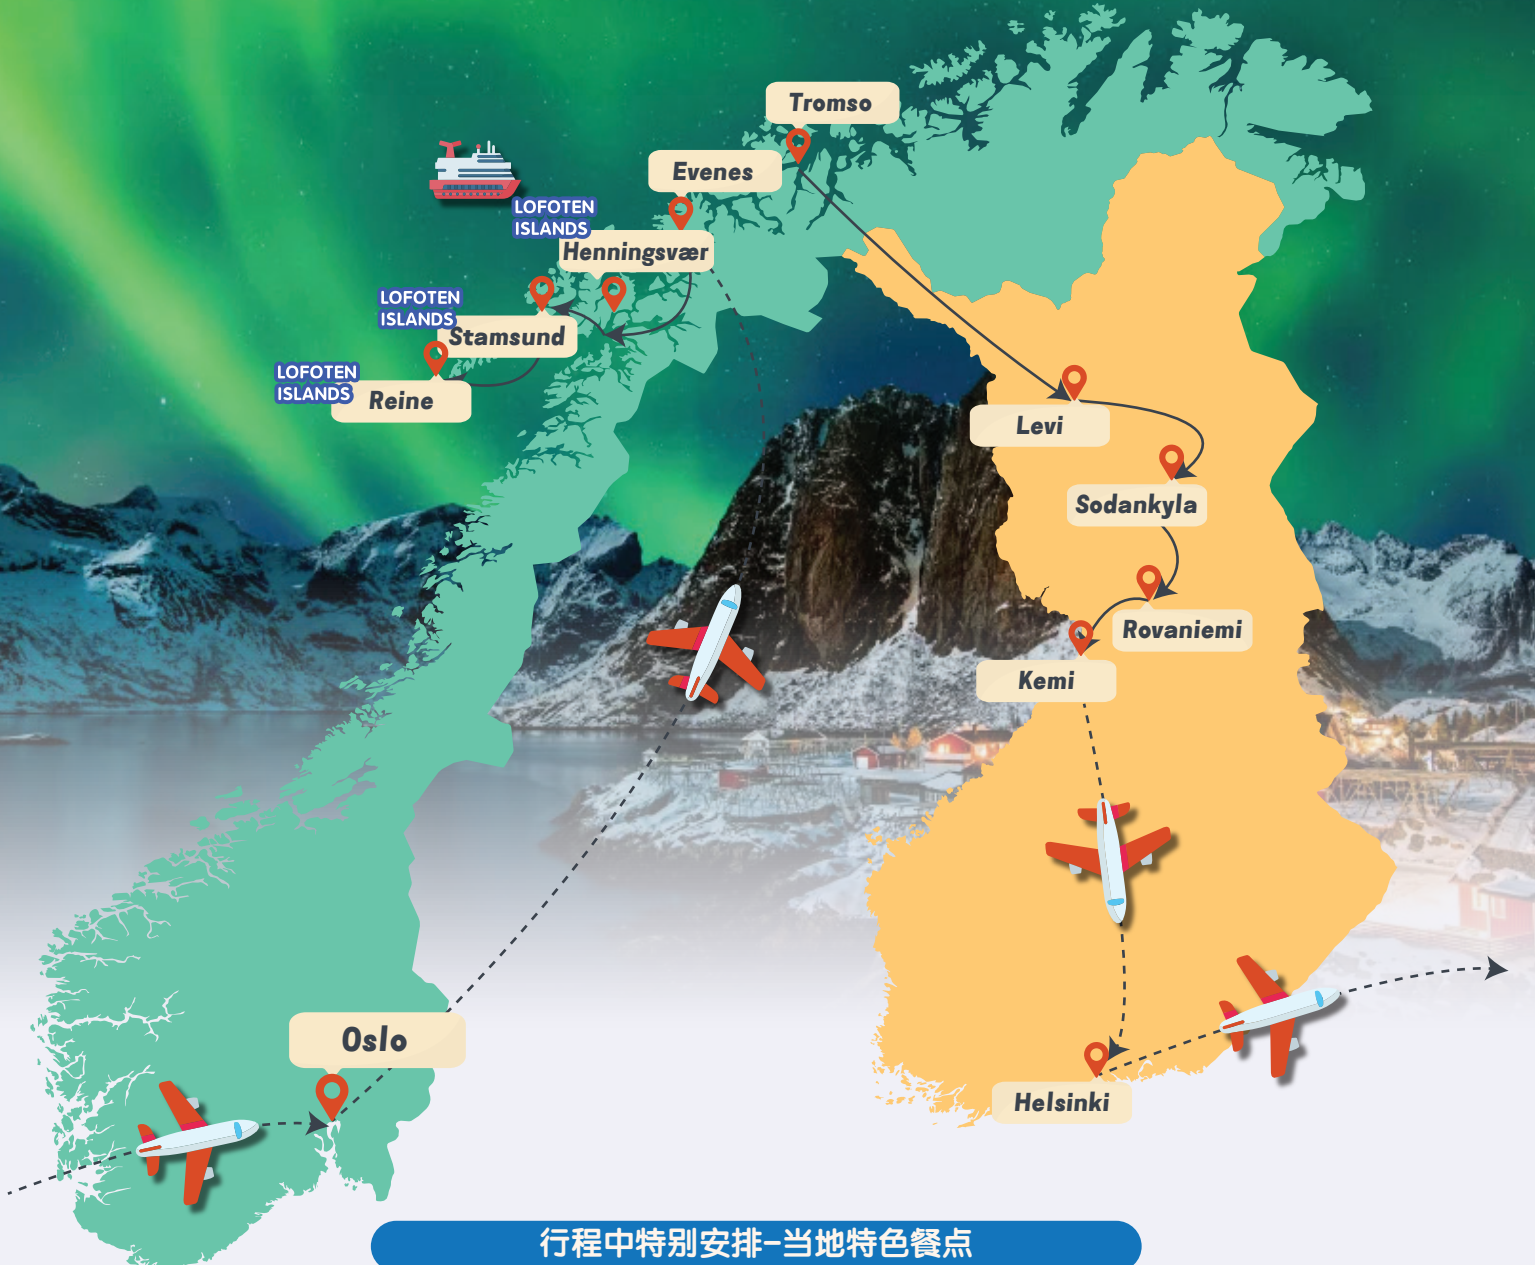 Tromso
Evenes
LOFOTEN
ISLANDS
Henningsvær
LOFOTEN
ISLANDS
Stamsund
LOFOTEN
ISLANDS
Reine
Levi
Sodankyla
Rovaniemi
Kemi
Oslo
Helsinki
行程中特别安排-当地特色餐点